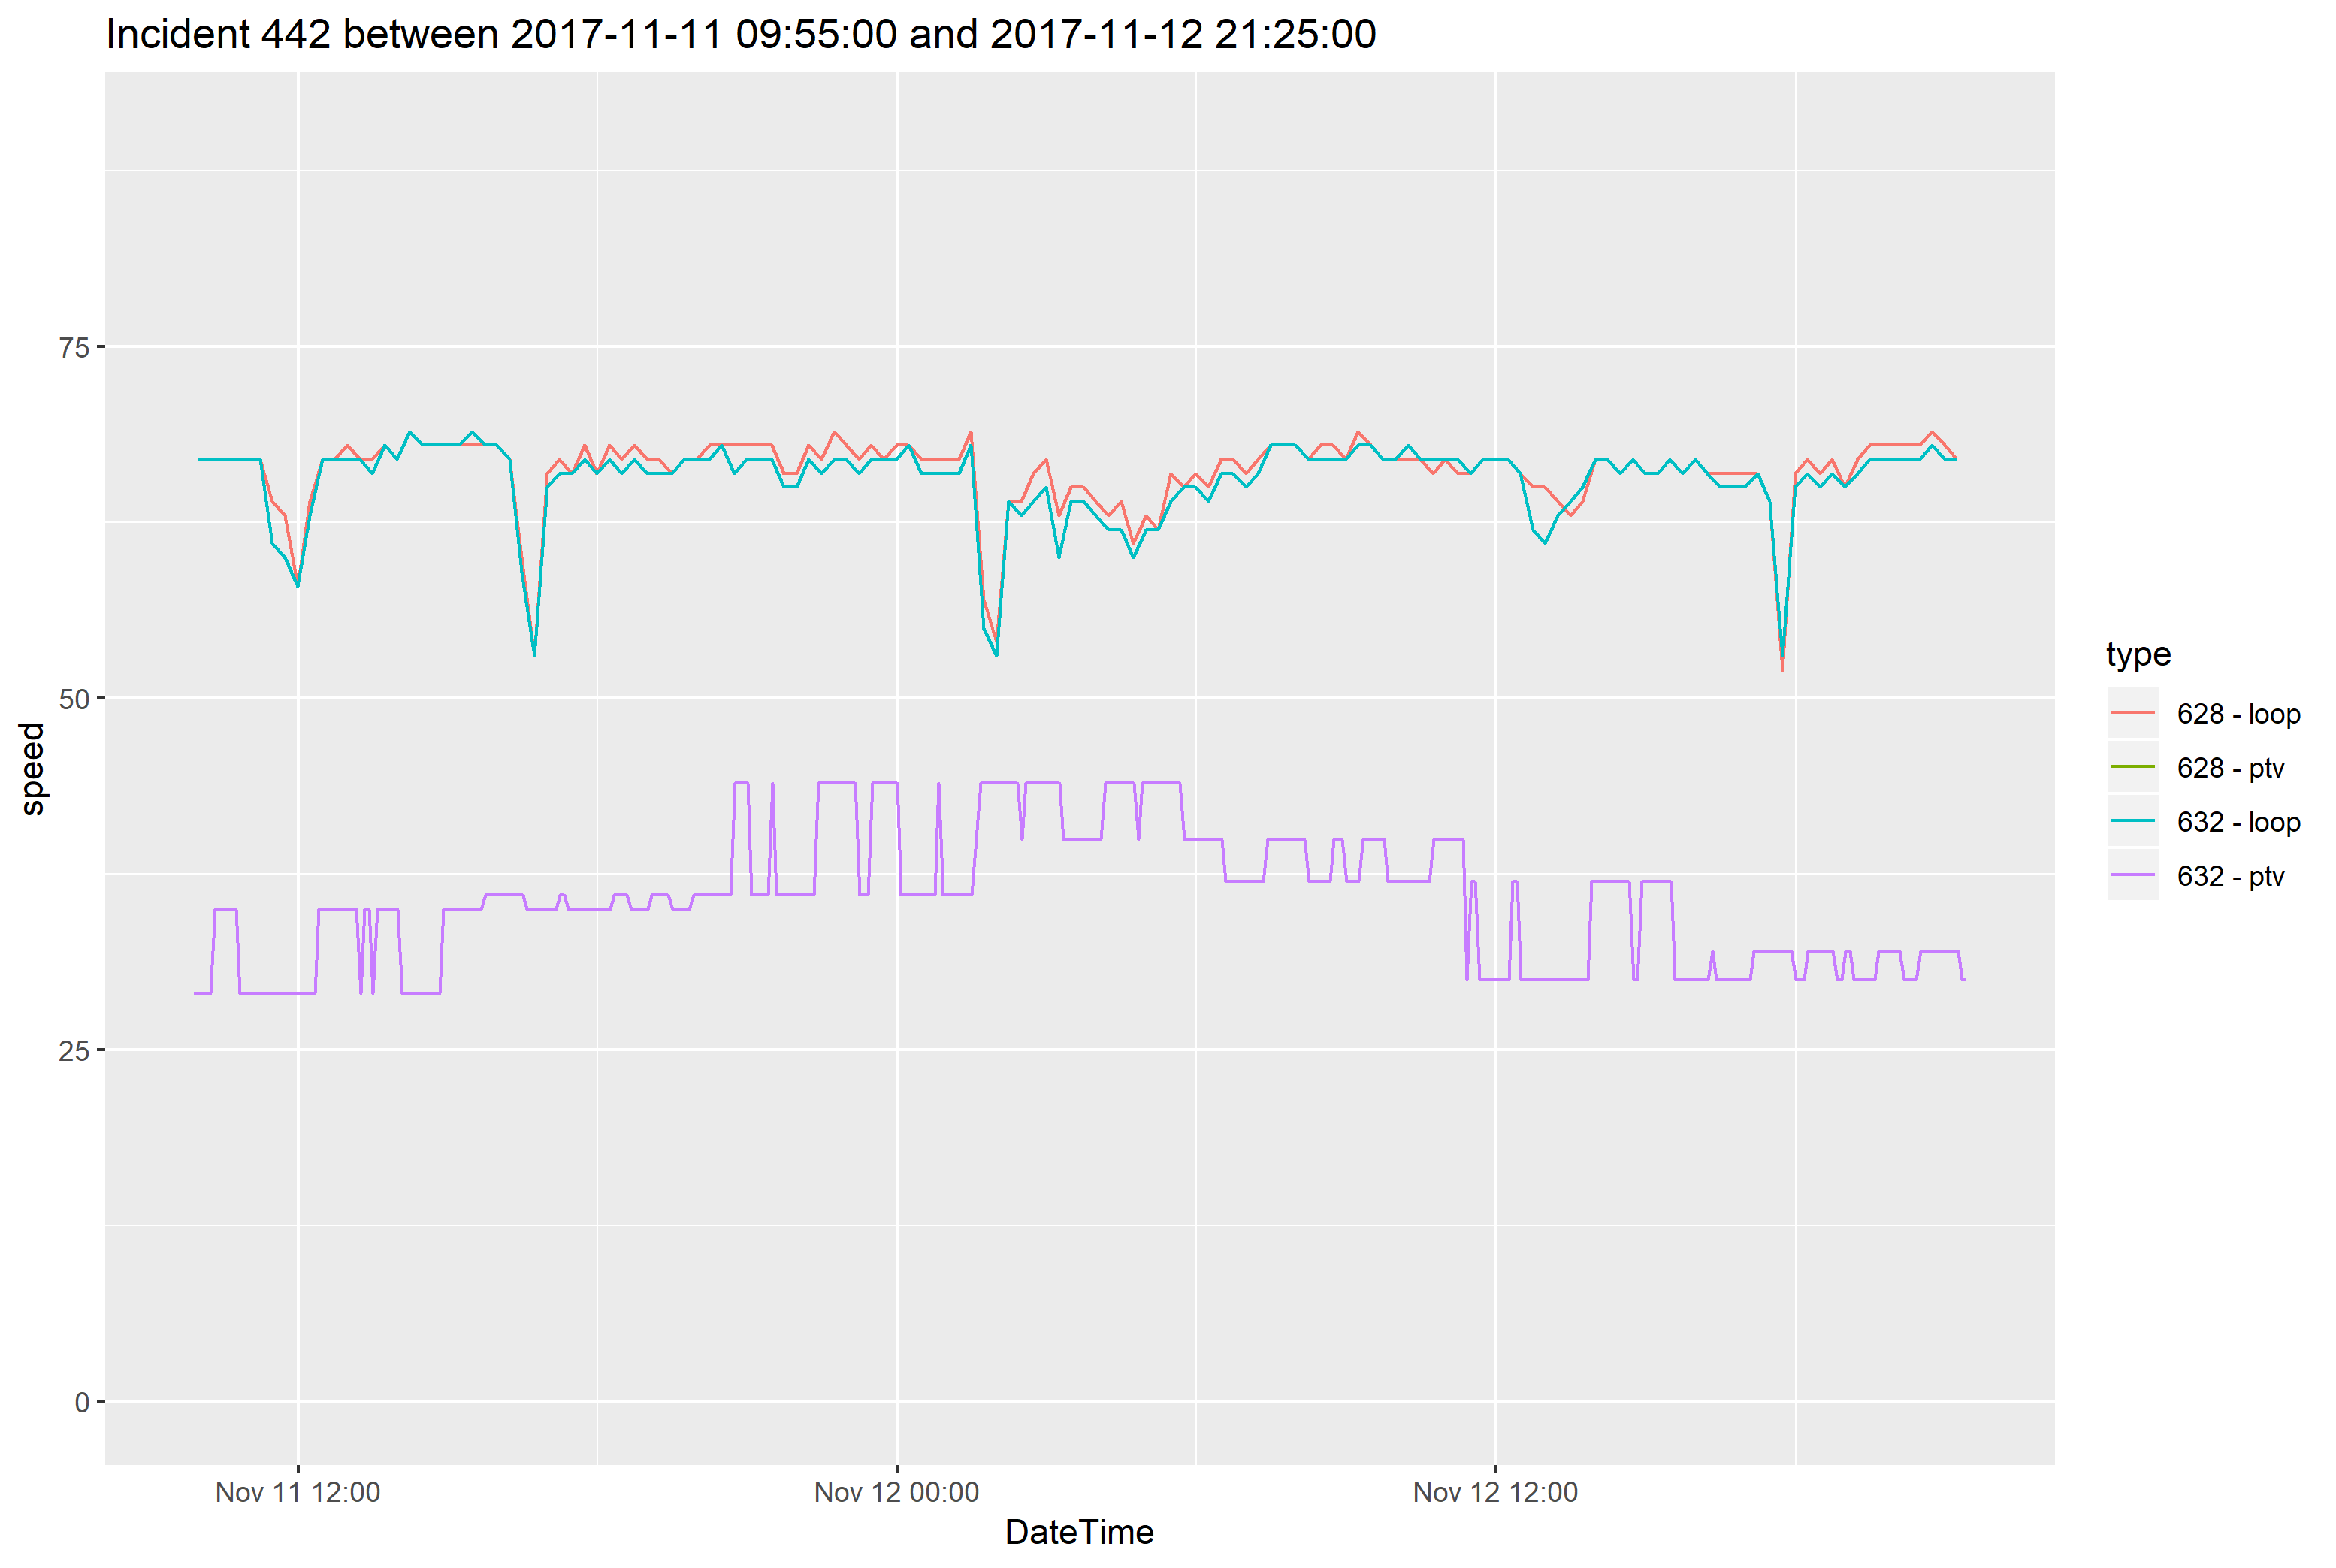 Incident 442 between 2017-11-11 09:55:00 and 2017-11-12 21:25:00
75
50
25
0
speed
Nov 11 12:00
Nov 12 00:00
Nov 12 12:00
DateTime
type
628 - loop
628 - ptv
632 - loop
632 - ptv